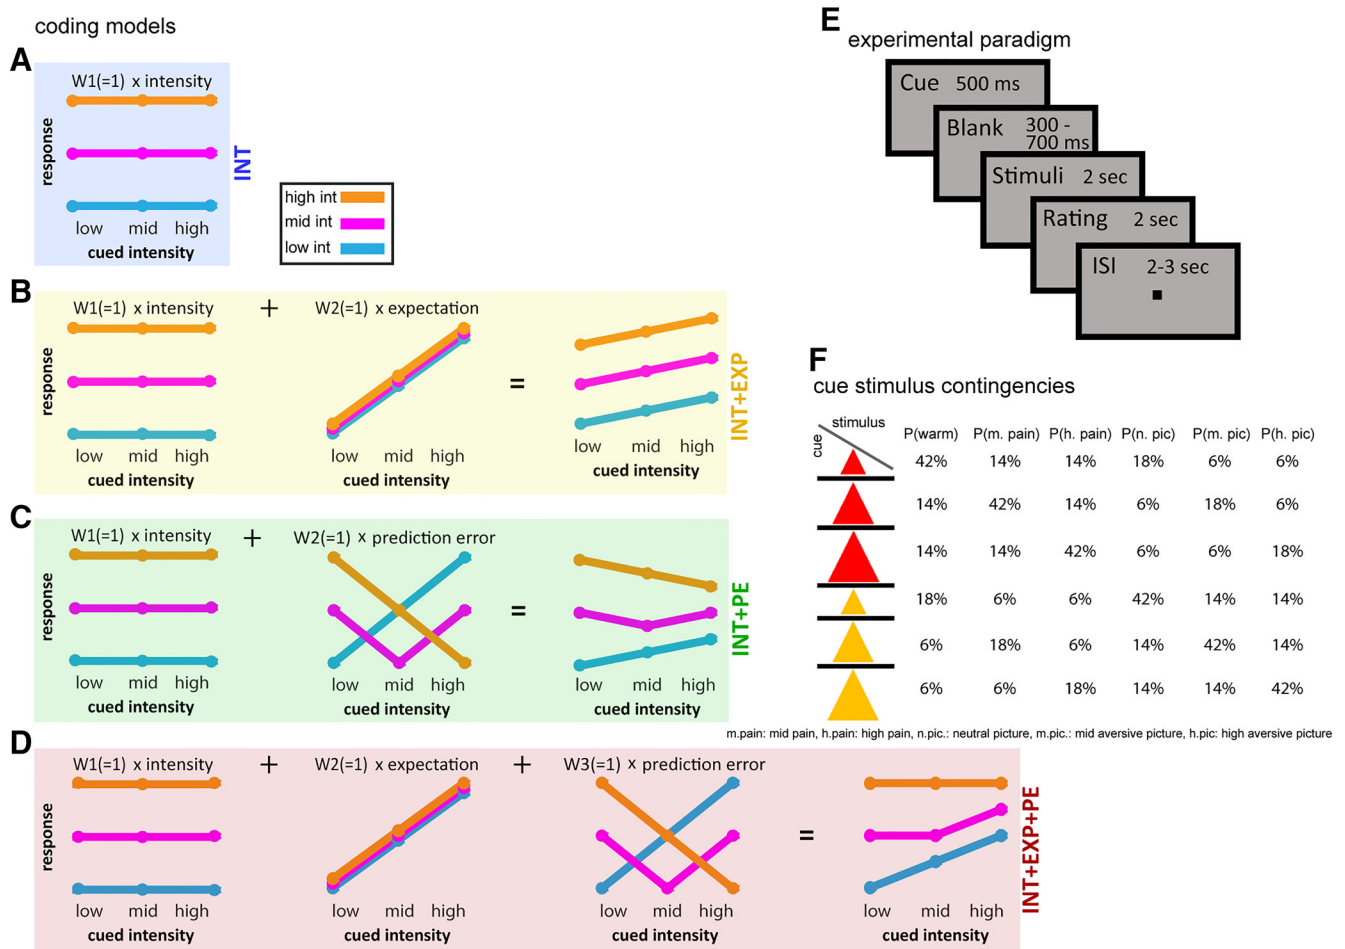 coding models
A
W1(=1) x intensity
response
low mid high
cued intensity
INT
high int
mid int
low int
B
W1(=1) x intensity + W2(=1) x expectation
response
=
low mid high
cued intensity
low mid high
cued intensity
low mid high
cued intensity
INT+EXP
C
W1(=1) x intensity + W2(=1) x prediction error
response
=
low mid high
cued intensity
low mid high
cued intensity
low mid high
cued intensity
INT+PE
D
W1(=1) x intensity + W2(=1) x expectation + W3(=1) x prediction error
response
=
low mid high
cued intensity
low mid high
cued intensity
low mid high
cued intensity
low mid high
cued intensity
INT+EXP+PE
E
experimental paradigm
Cue 500 ms
Blank 300 -
700 ms
Stimuli 2 sec
Rating 2 sec
ISI 2-3 sec
F
cue stimulus contingencies
stimulus
cue
P(warm) P(m. pain) P(h. pain) P(n. pic) P(m. pic) P(h. pic)
42% 14% 14% 18% 6% 6%
14% 42% 14% 6% 18% 6%
14% 14% 42% 6% 6% 18%
18% 6% 6% 42% 14% 14%
6% 18% 6% 14% 42% 14%
6% 6% 18% 14% 14% 42%
m.pain: mid pain, h.pain: high pain, n.pic.: neutral picture, m.pic.: mid aversive picture, h.pic: high aversive picture